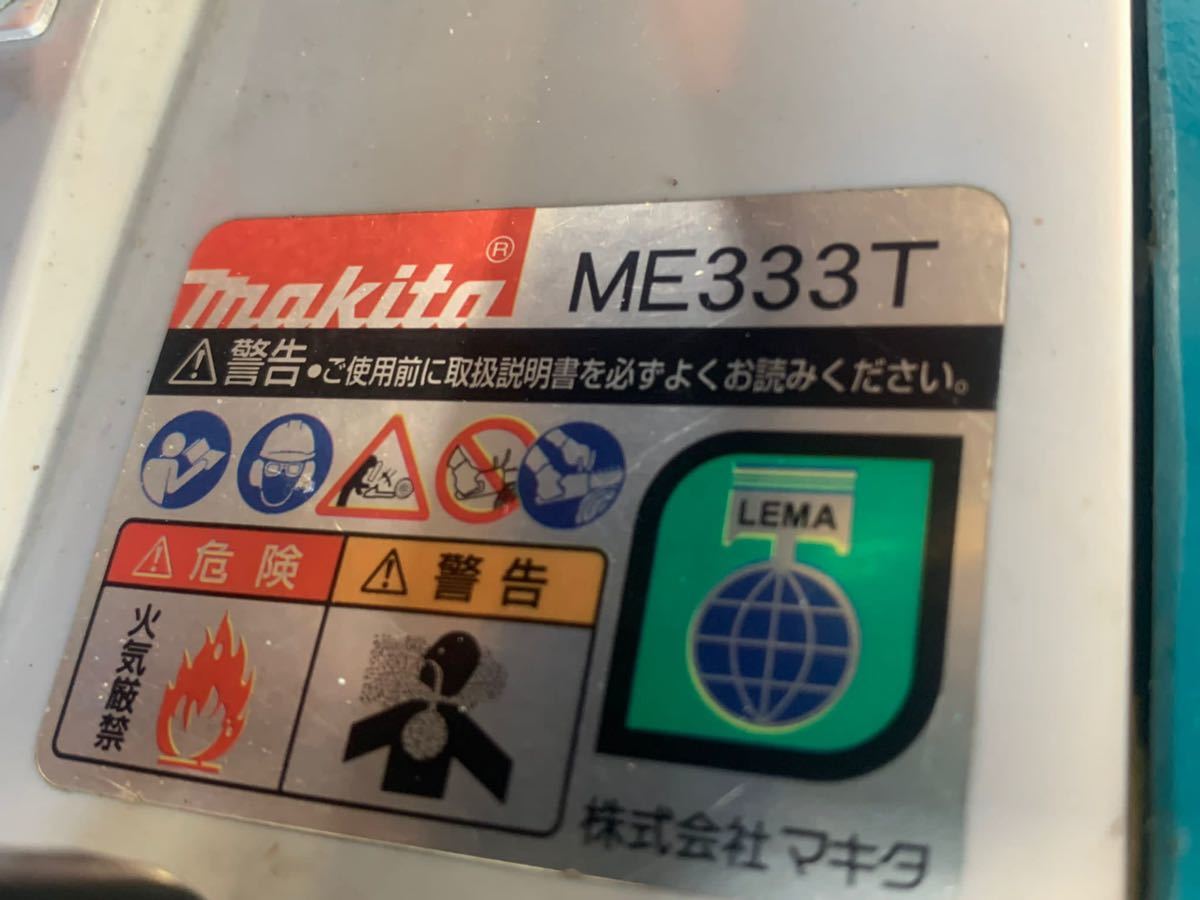 makita® ME333T
⚠警告・ご使用前に取扱説明書を必ずよくお読みください。
LEMA
⚠危険
⚠警告
火気厳禁
株式会社マキタ